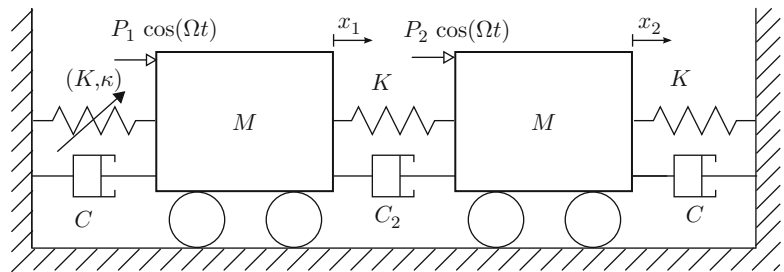 P₁ cos(Ωt)
x₁
P₂ cos(Ωt)
x₂
(K,κ)
K
K
M
M
C
C₂
C